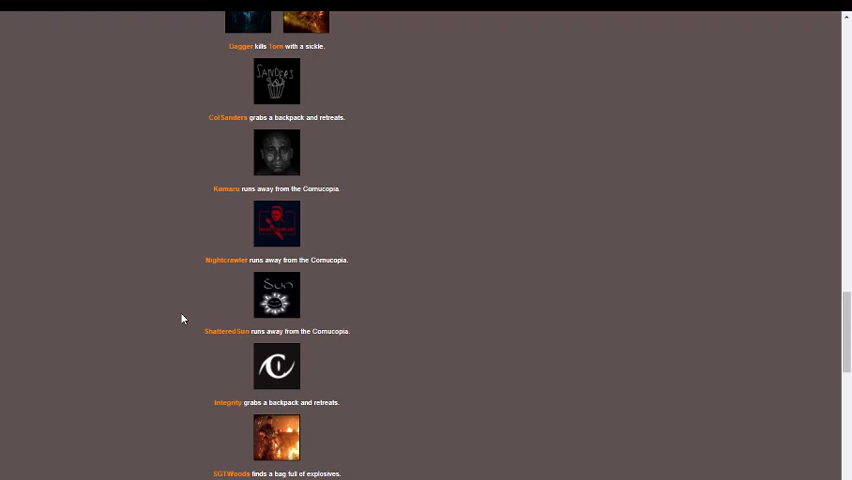 Dagger kills Torn with a sickle.
SANDERS
ColSanders grabs a backpack and retreats.
Kumaru runs away from the Cornucopia.
Nightcrawler runs away from the Cornucopia.
Sun
ShatteredSun runs away from the Cornucopia.
Integrity grabs a backpack and retreats.
SGTWoods finds a bag full of explosives.